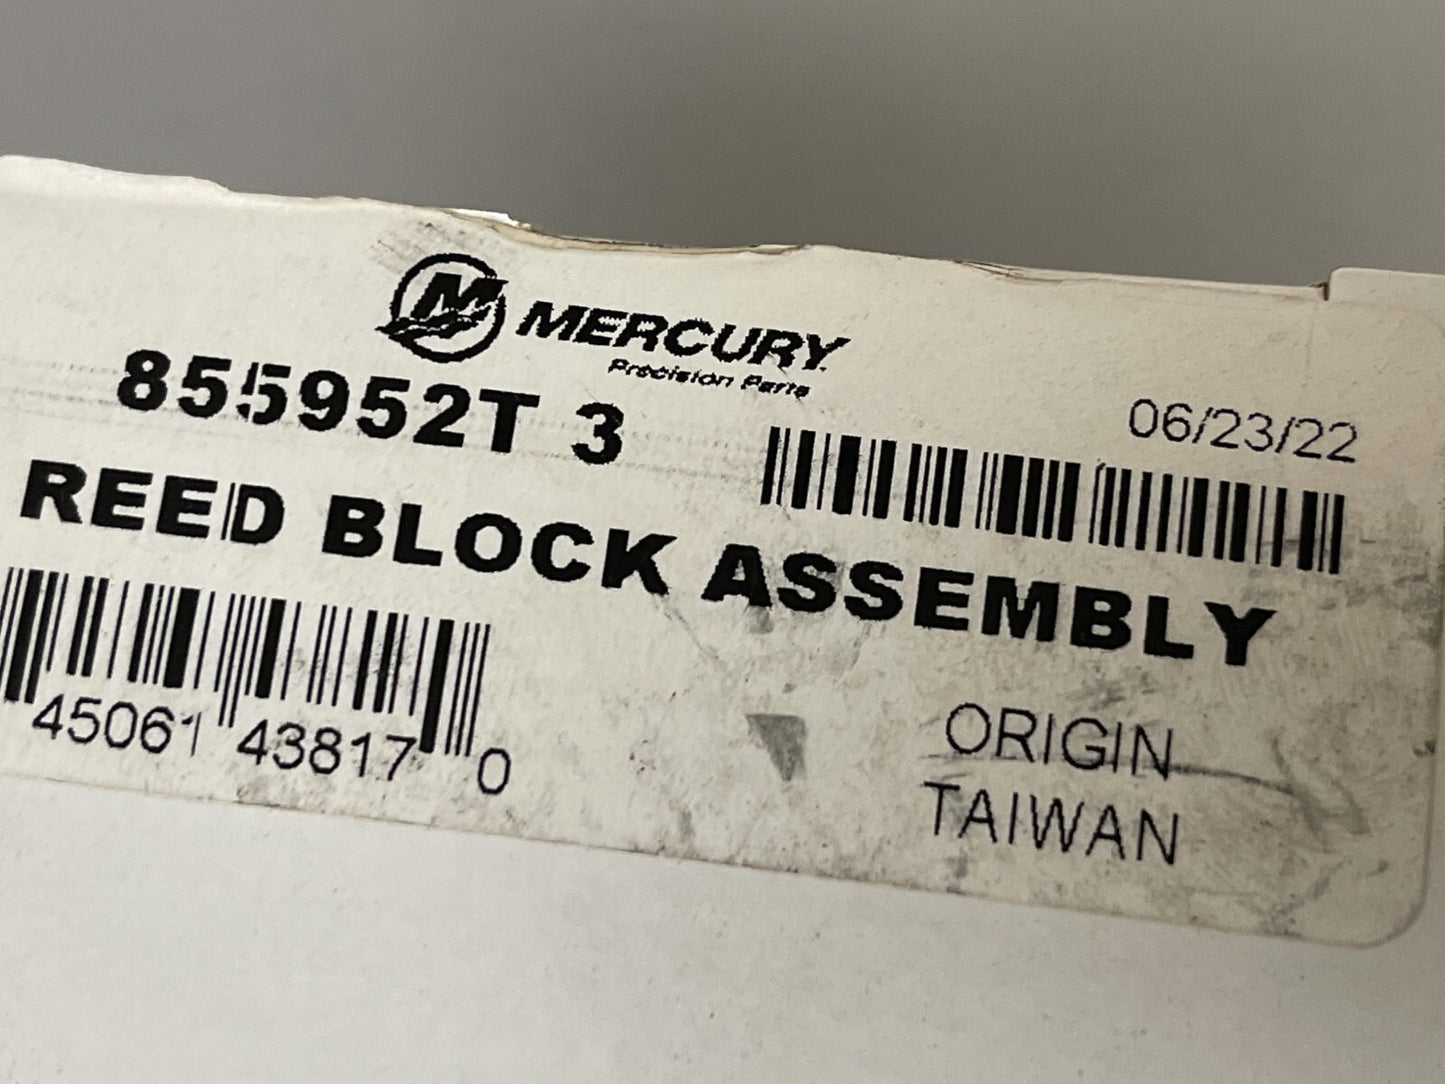 MERCURY
Precision Parts
855952T 3
06/23/22
REED BLOCK ASSEMBLY
45061 43817 0
ORIGIN
TAIWAN